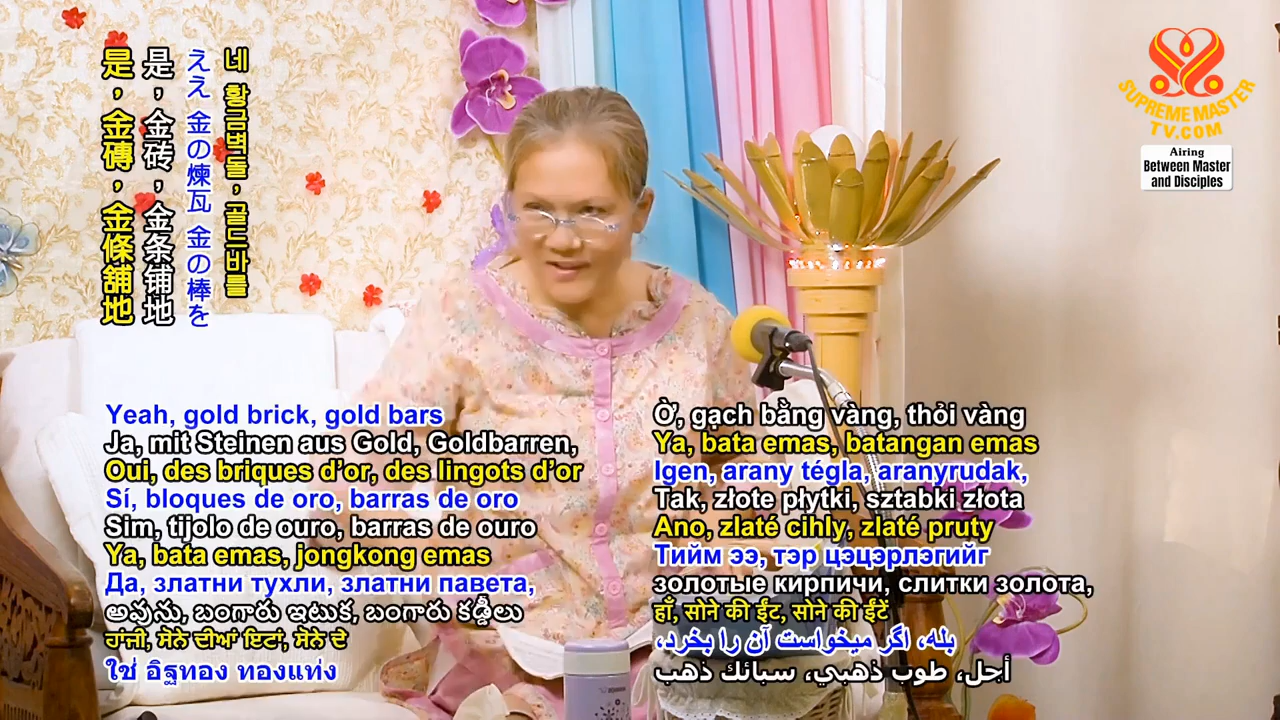 是，金磚，金條舖地
是，金砖，金条铺地
ええ 金の煉瓦 金の棒を
네 황금벽돌, 골드바를
SUPREME MASTER
TV.COM
Airing
Between Master
and Disciples
Yeah, gold brick, gold bars
Ja, mit Steinen aus Gold, Goldbarren,
Oui, des briques d’or, des lingots d’or
Sí, bloques de oro, barras de oro
Sim, tijolo de ouro, barras de ouro
Ya, bata emas, jongkong emas
Да, златни тухли, златни павета,
అవును, బంగారు ఇటుక, బంగారు కడ్డీలు
ਹਾਂਜੀ, ਸੋਨੇ ਦੀਆਂ ਇਟਾਂ, ਸੋਨੇ ਦੇ
ใช่ อิฐทอง ทองแท่ง
Ờ, gạch bằng vàng, thỏi vàng
Ya, bata emas, batangan emas
Igen, arany tégla, aranyrudak,
Tak, złote płytki, sztabki złota
Ano, zlaté cihly, zlaté pruty
Тийм ээ, тэр цэцэрлэгийг
золотые кирпичи, слитки золота,
हाँ, सोने की ईंट, सोने की ईंटें
بله، اگر میخواست آن را بخرد،
أجل، طوب ذهبي، سبائك ذهب